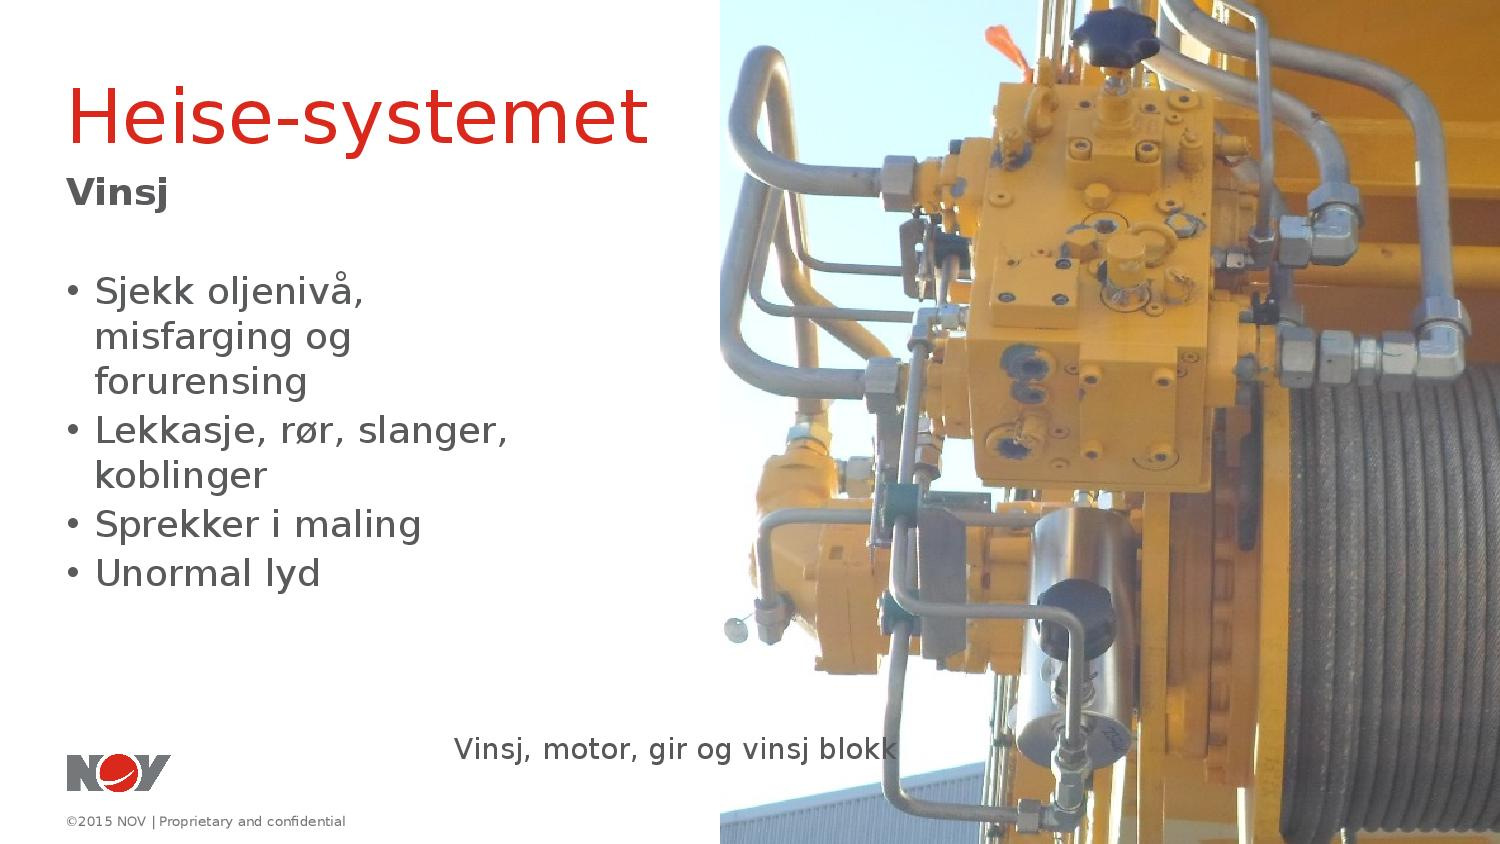 Heise-systemet
Vinsj
• Sjekk oljenivå,
misfarging og
forurensing
• Lekkasje, rør, slanger,
koblinger
• Sprekker i maling
• Unormal lyd
Vinsj, motor, gir og vinsj blokk
NOV
©2015 NOV | Proprietary and confidential